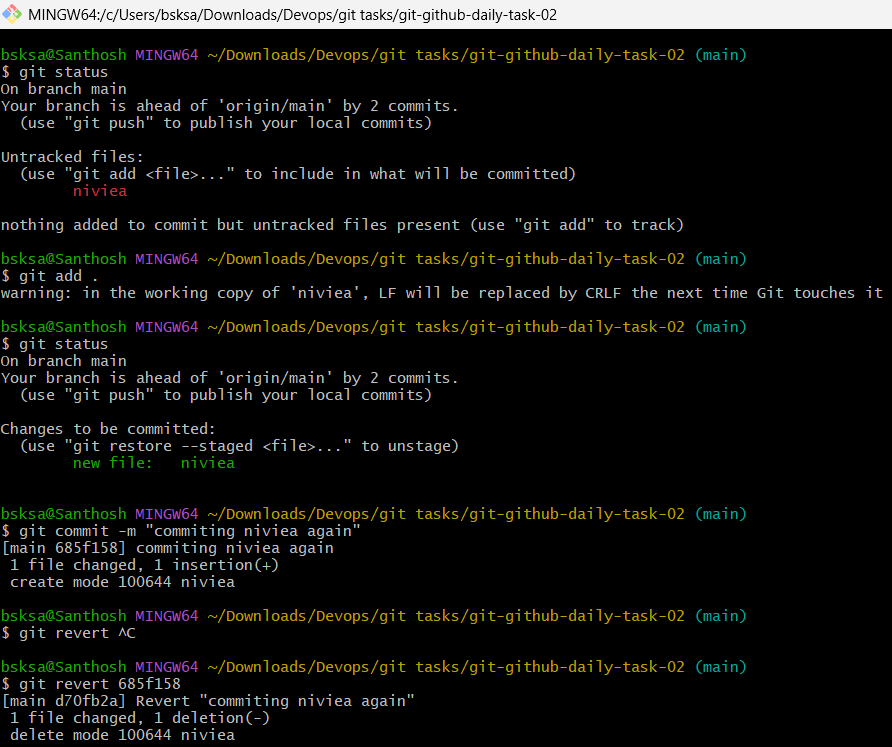 MINGW64:/c/Users/bsksa/Downloads/Devops/git tasks/git-github-daily-task-02
bsksa@Santhosh MINGW64 ~/Downloads/Devops/git tasks/git-github-daily-task-02 (main)
$ git status
On branch main
Your branch is ahead of 'origin/main' by 2 commits.
  (use "git push" to publish your local commits)
Untracked files:
  (use "git add <file>..." to include in what will be committed)
        niviea
nothing added to commit but untracked files present (use "git add" to track)
bsksa@Santhosh MINGW64 ~/Downloads/Devops/git tasks/git-github-daily-task-02 (main)
$ git add .
warning: in the working copy of 'niviea', LF will be replaced by CRLF the next time Git touches it
bsksa@Santhosh MINGW64 ~/Downloads/Devops/git tasks/git-github-daily-task-02 (main)
$ git status
On branch main
Your branch is ahead of 'origin/main' by 2 commits.
  (use "git push" to publish your local commits)
Changes to be committed:
  (use "git restore --staged <file>..." to unstage)
        new file:   niviea
bsksa@Santhosh MINGW64 ~/Downloads/Devops/git tasks/git-github-daily-task-02 (main)
$ git commit -m "commiting niviea again"
[main 685f158] commiting niviea again
 1 file changed, 1 insertion(+)
 create mode 100644 niviea
bsksa@Santhosh MINGW64 ~/Downloads/Devops/git tasks/git-github-daily-task-02 (main)
$ git revert ^C
bsksa@Santhosh MINGW64 ~/Downloads/Devops/git tasks/git-github-daily-task-02 (main)
$ git revert 685f158
[main d70fb2a] Revert "commiting niviea again"
 1 file changed, 1 deletion(-)
 delete mode 100644 niviea